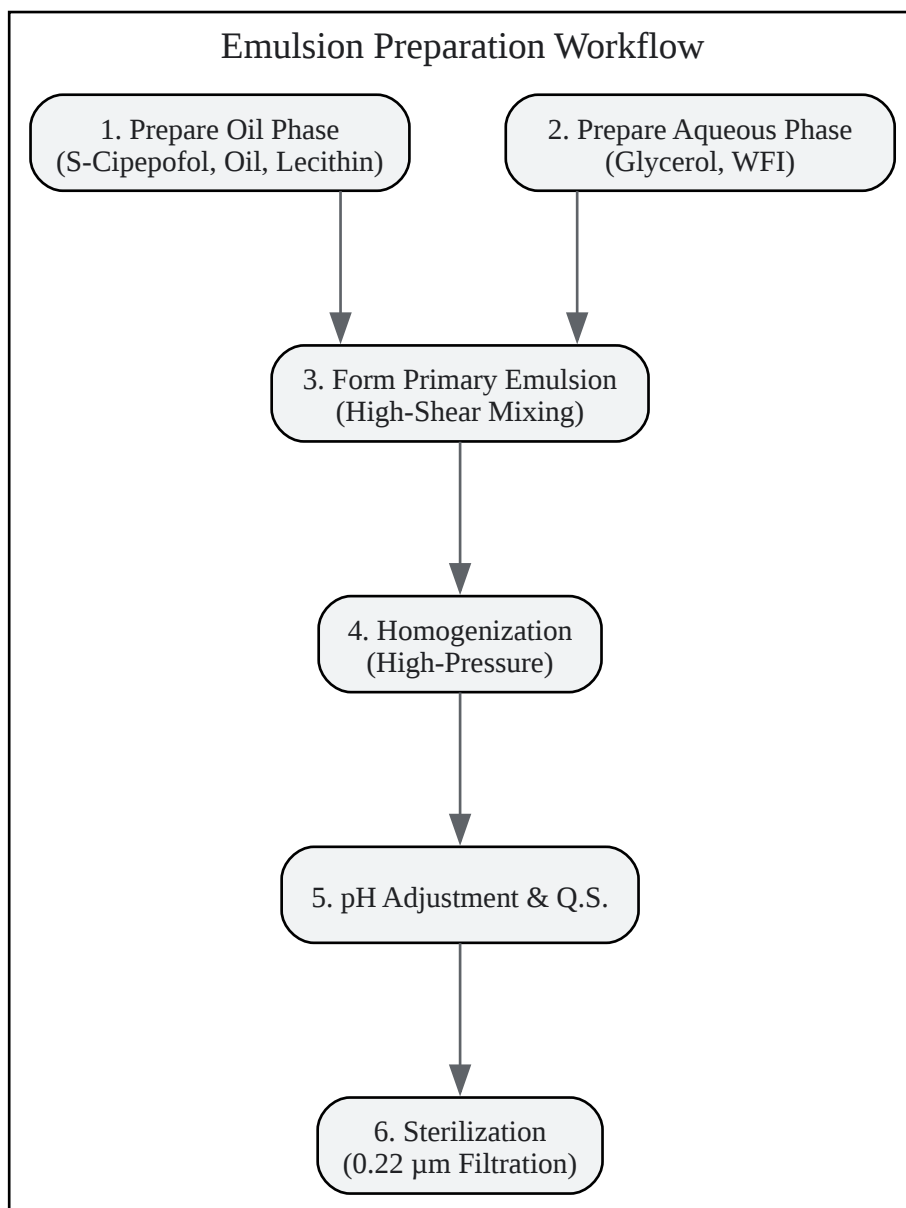 Emulsion Preparation Workflow
1. Prepare Oil Phase
(S-Cipepofol, Oil, Lecithin)
2. Prepare Aqueous Phase
(Glycerol, WFI)
3. Form Primary Emulsion
(High-Shear Mixing)
4. Homogenization
(High-Pressure)
5. pH Adjustment & Q.S.
6. Sterilization
(0.22 µm Filtration)